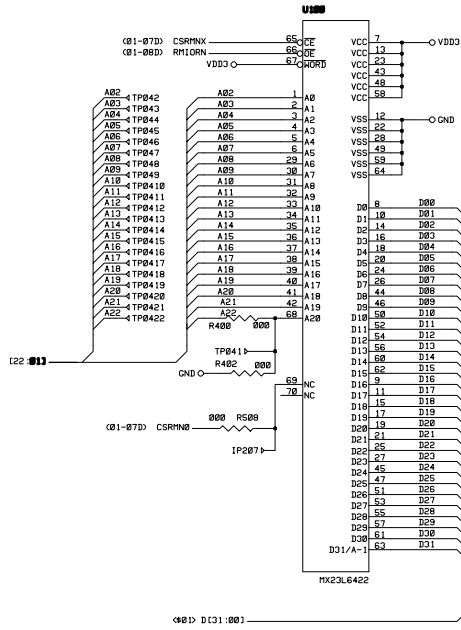 U100
(01-07D) CSRMNX 65 CE VCC 7 VDD3
(01-08D) RMIORN 66 OE VCC 13
VDD3 67 WORD VCC 23
VCC 43
VCC 48
VCC 58
VSS 12 GND
VSS 22
VSS 28
VSS 49
VSS 59
VSS 64
A02 TP042 A02 1 A0
A03 TP043 A03 2 A1
A04 TP044 A04 3 A2
A05 TP045 A05 4 A3
A06 TP046 A06 5 A4
A07 TP047 A07 6 A5
A08 TP048 A08 29 A6
A09 TP049 A09 30 A7
A10 TP0410 A10 31 A8
A11 TP0411 A11 32 A9
A12 TP0412 A12 33 A10
A13 TP0413 A13 34 A11
A14 TP0414 A14 35 A12
A15 TP0415 A15 36 A13
A16 TP0416 A16 37 A14
A17 TP0417 A17 38 A15
A18 TP0418 A18 39 A16
A19 TP0419 A19 40 A17
A20 TP0420 A20 41 A18
A21 TP0421 A21 42 A19
A22 TP0422 A22 68 A20
R400 000
TP041
R402 000
[22:01]
GND
69 NC
70 NC
000 R508
(01-07D) CSRMN0
IP207
D0 8 D00
D1 10 D01
D2 14 D02
D3 16 D03
D4 18 D04
D5 20 D05
D6 24 D06
D7 26 D07
D8 44 D08
D9 46 D09
D10 50 D10
D11 52 D11
D12 54 D12
D13 56 D13
D14 60 D14
D15 62 D15
D16 9 D16
D17 11 D17
D18 15 D18
D19 17 D19
D20 19 D20
D21 21 D21
D22 25 D22
D23 27 D23
D24 45 D24
D25 47 D25
D26 51 D26
D27 53 D27
D28 55 D28
D29 57 D29
D30 61 D30
D31/A-1 63 D31
MX23L6422
<$01> D[31:00]